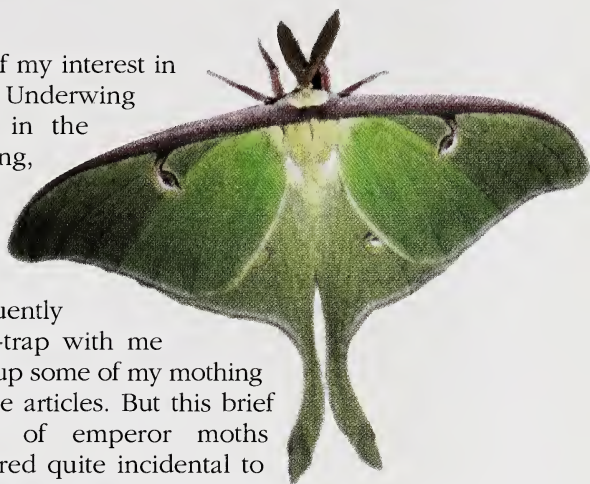 f my interest in
Underwing
in the
ng,
uently
-trap with me
up some of my mothing
e articles. But this brief
of emperor moths
red quite incidental to